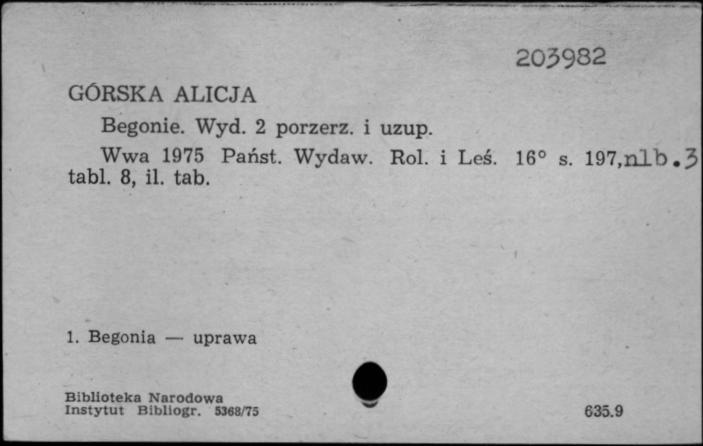 203982
GÓRSKA ALICJA
Begonie. Wyd. 2 porzerz. i uzup.
Wwa 1975 Państ. Wydaw. Rol. i Leś. 16° s. 197,nlb.3
tabl. 8, il. tab.
1. Begonia — uprawa
Biblioteka Narodowa
Instytut Bibliogr. 5368/75
635.9